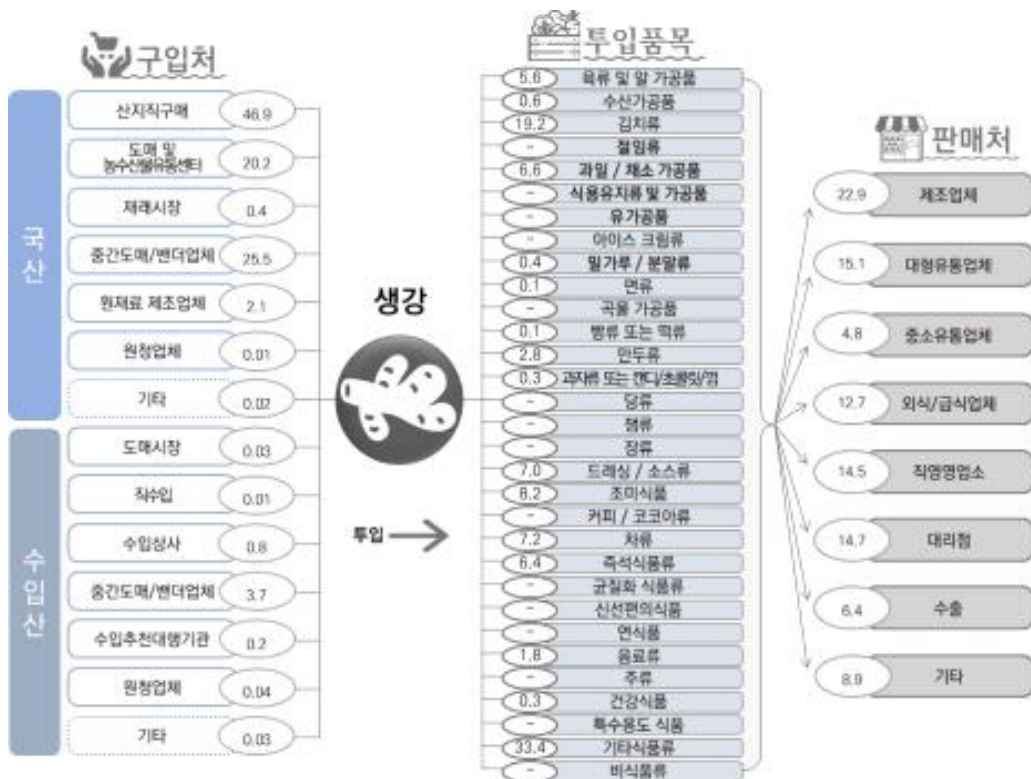 구입처
국산
산지직구매 46.9
도매 및
농수산물유통센터 20.2
재래시장 0.4
중간도매/밴더업체 25.5
원재료 제조업체 2.1
원청업체 0.01
기타 0.02
수입산
도매시장 0.03
직수입 0.01
수입상사 0.8
중간도매/밴더업체 3.7
수입추천대행기관 0.2
원청업체 0.04
기타 0.03
생강
투입
투입품목
5.6 육류 및 알 가공품
0.6 수산가공품
19.2 김치류
- 절임류
6.6 과일 / 채소 가공품
- 식용유지류 및 가공품
- 유가공품
- 아이스 크림류
0.4 밀가루 / 분말류
0.1 면류
- 곡물 가공품
0.1 빵류 또는 떡류
2.8 만두류
0.3 과자류 또는 캔디/초콜릿/껌
- 당류
- 잼류
- 장류
7.0 드레싱 / 소스류
8.2 조미식품
- 커피 / 코코아류
7.2 차류
6.4 즉석식품류
- 균질화 식품류
- 신선편의식품
- 연식품
1.8 음료류
- 주류
0.3 건강식품
- 특수용도 식품
33.4 기타식품류
- 비식품류
판매처
22.9 제조업체
15.1 대형유통업체
4.8 중소유통업체
12.7 외식/급식업체
14.5 직영영업소
14.7 대리점
6.4 수출
8.9 기타